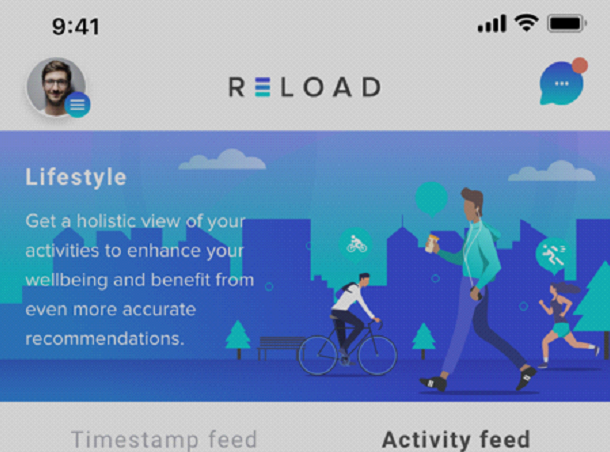 9:41
RELOAD
Lifestyle
Get a holistic view of your
activities to enhance your
wellbeing and benefit from
even more accurate
recommendations.
Timestamp feed
Activity feed